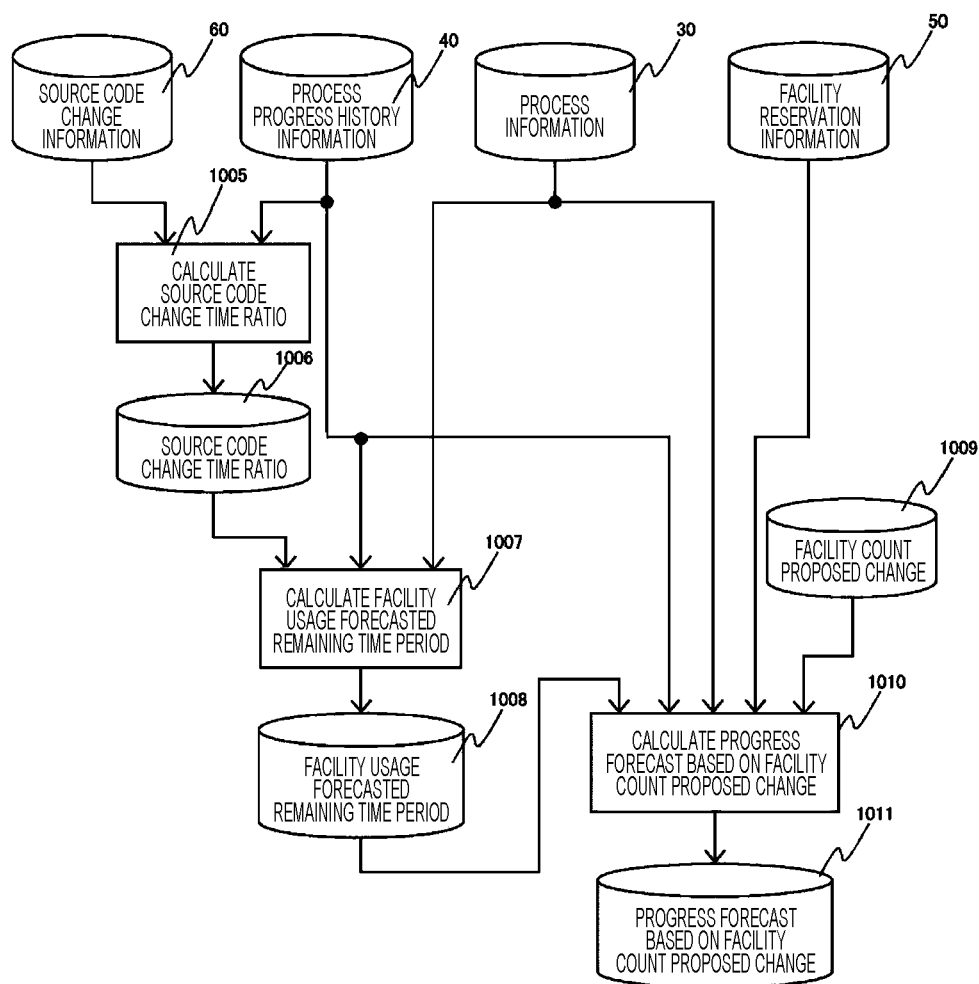 60
40
30
50
SOURCE CODE
CHANGE
INFORMATION
PROCESS
PROGRESS HISTORY
INFORMATION
PROCESS
INFORMATION
FACILITY
RESERVATION
INFORMATION
1005
CALCULATE
SOURCE CODE
CHANGE TIME RATIO
1006
SOURCE CODE
CHANGE TIME RATIO
1009
FACILITY COUNT
PROPOSED CHANGE
1007
CALCULATE FACILITY
USAGE FORECASTED
REMAINING TIME PERIOD
1008
FACILITY USAGE
FORECASTED
REMAINING TIME PERIOD
1010
CALCULATE PROGRESS
FORECAST BASED ON FACILITY
COUNT PROPOSED CHANGE
1011
PROGRESS FORECAST
BASED ON FACILITY
COUNT PROPOSED CHANGE